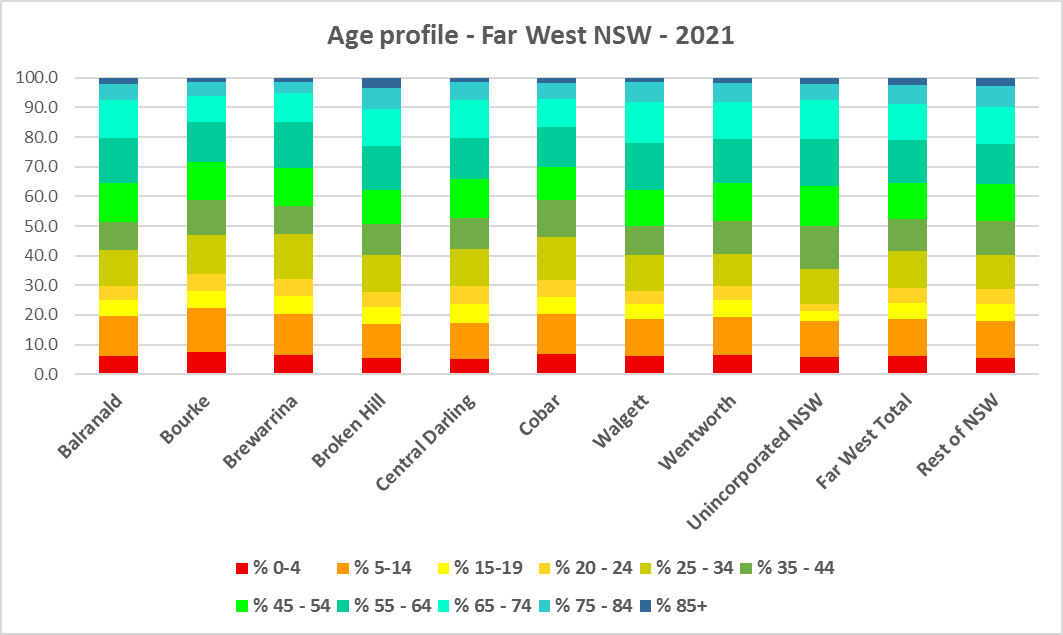 Age profile - Far West NSW - 2021
100.0
90.0
80.0
70.0
60.0
50.0
40.0
30.0
20.0
10.0
0.0
Balranald
Bourke
Brewarrina
Broken Hill
Central Darling
Cobar
Walgett
Wentworth
Unincorporated NSW
Far West Total
Rest of NSW
% 0-4 % 5-14 % 15-19 % 20 - 24 % 25 - 34 % 35 - 44
% 45 - 54 % 55 - 64 % 65 - 74 % 75 - 84 % 85+